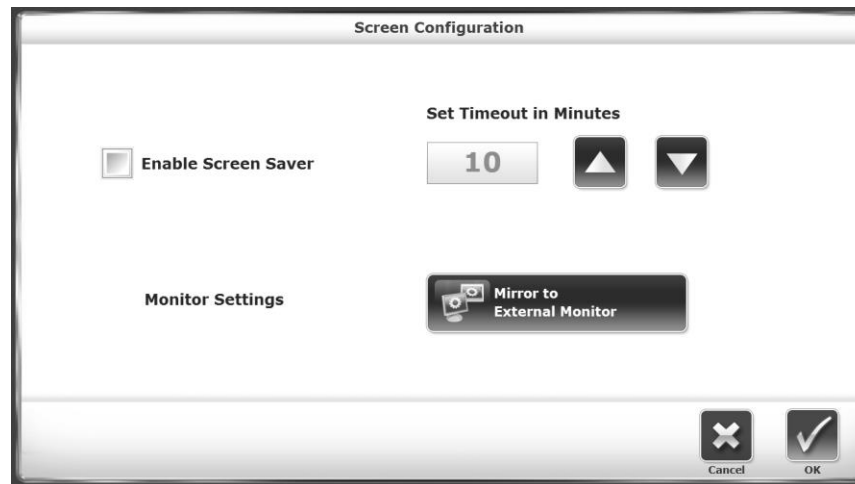 Screen Configuration
Set Timeout in Minutes
Enable Screen Saver
10
Monitor Settings
Mirror to
External Monitor
Cancel
OK